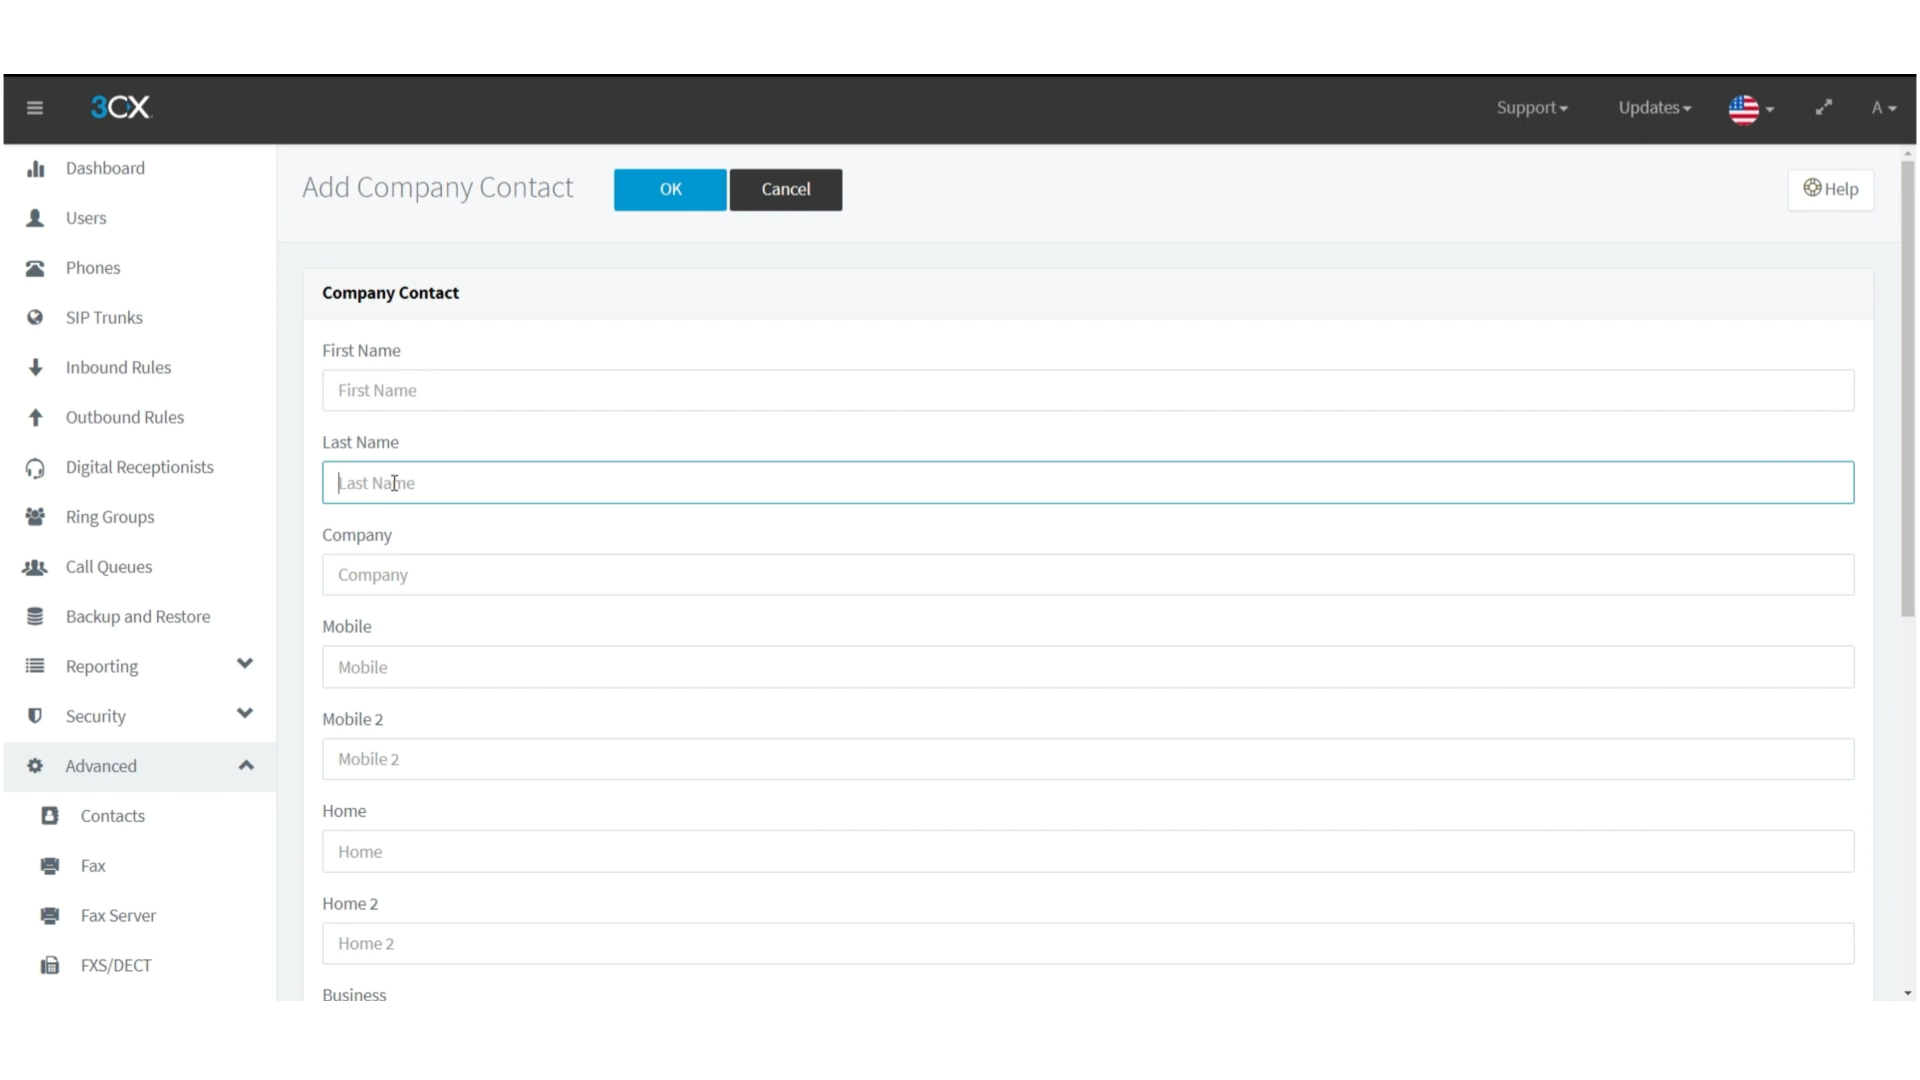 3CX
Support
Updates
A
Dashboard
Users
Phones
SIP Trunks
Inbound Rules
Outbound Rules
Digital Receptionists
Ring Groups
Call Queues
Backup and Restore
Reporting
Security
Advanced
Contacts
Fax
Fax Server
FXS/DECT
Add Company Contact
OK
Cancel
Help
Company Contact
First Name
First Name
Last Name
Last Name
Company
Company
Mobile
Mobile
Mobile 2
Mobile 2
Home
Home
Home 2
Home 2
Business